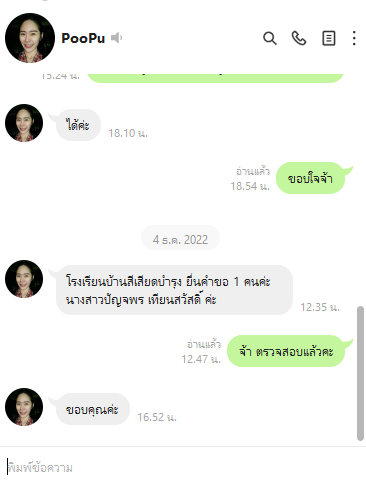 PooPu
15.24 น.
ได้ค่ะ
18.10 น.
อ่านแล้ว
18.54 น.
ขอบใจจ้า
4 ธ.ค. 2022
โรงเรียนบ้านสีเสียดบำรุง ยื่นคำขอ 1 คนค่ะ
นางสาวปัญจพร เทียนสวัสดิ์ ค่ะ
12.35 น.
อ่านแล้ว
12.47 น.
จ้า ตรวจสอบแล้วคะ
ขอบคุณค่ะ
16.52 น.
พิมพ์ข้อความ